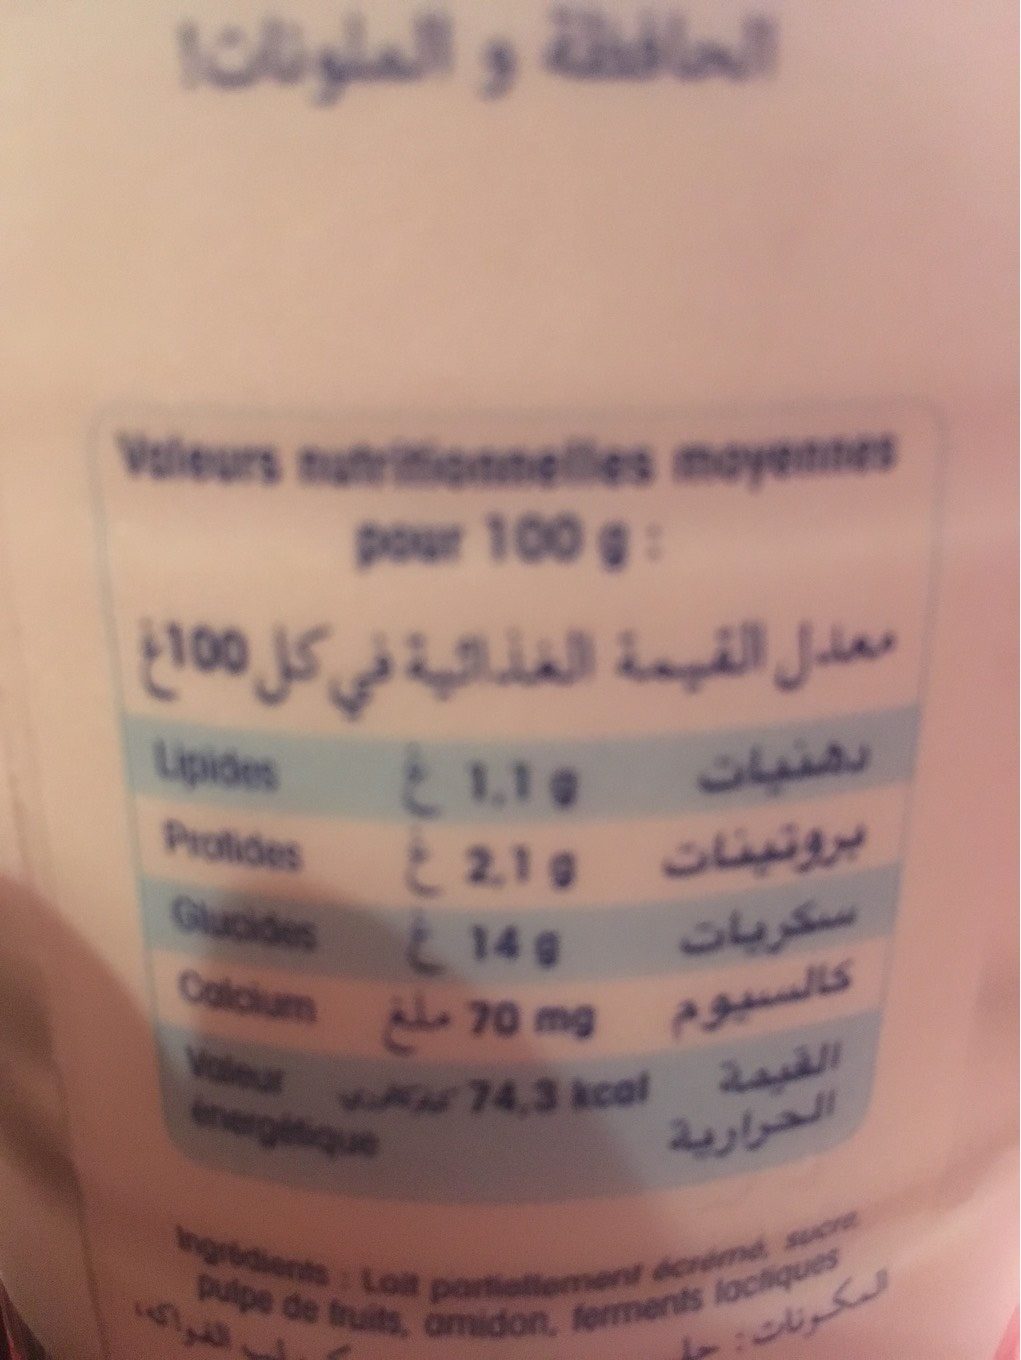 الحافظة و الملونات!
Valeurs nutritionnelles moyennes
pour 100 g :
معدل القيمة الغذائية في كل 100غ
Lipides غ 1,1 g دهنيات
Protides غ 2,1 g بروتينات
Glucides غ 14 g سكريات
Calcium ملغ 70 mg كالسيوم
Valeur كيلوكالوري 74,3 kcal القيمة
énergétique الحرارية
Ingrédients : Lait partiellement écrémé, sucre,
pulpe de fruits, amidon, ferments lactiques
المكونات :